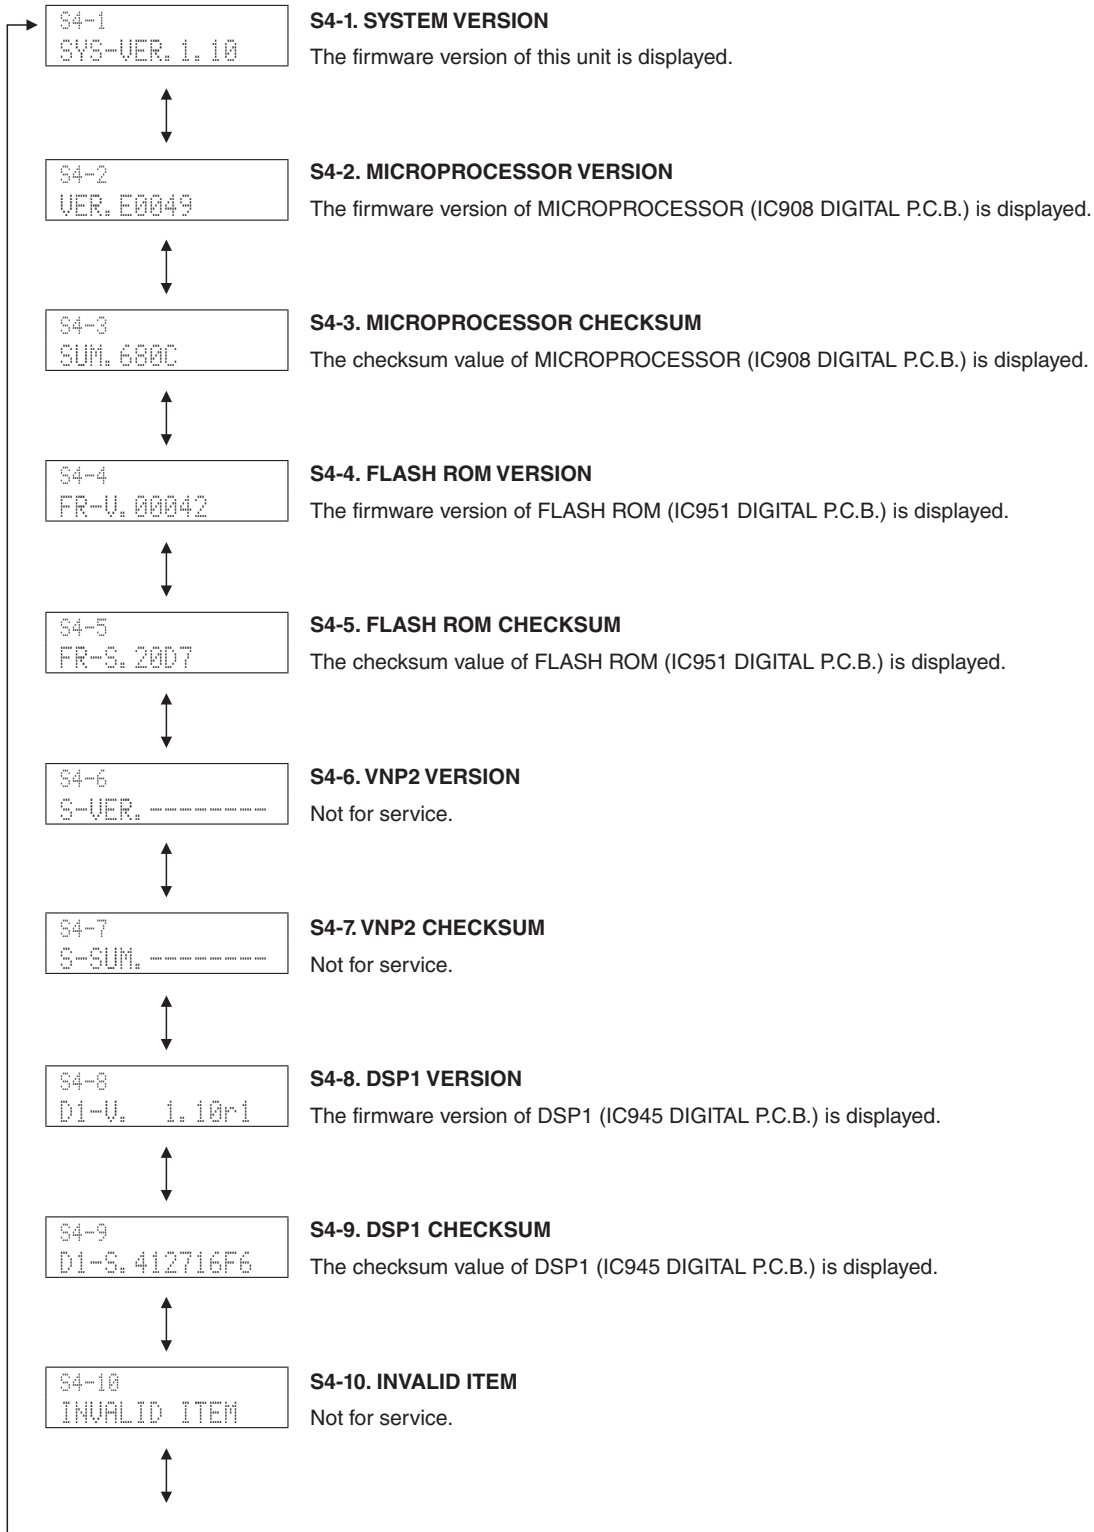 S4-1
SYS-VER.1.10
S4-1. SYSTEM VERSION
The firmware version of this unit is displayed.
S4-2
VER.E0049
S4-2. MICROPROCESSOR VERSION
The firmware version of MICROPROCESSOR (IC908 DIGITAL P.C.B.) is displayed.
S4-3
SUM.680C
S4-3. MICROPROCESSOR CHECKSUM
The checksum value of MICROPROCESSOR (IC908 DIGITAL P.C.B.) is displayed.
S4-4
FR-V.00042
S4-4. FLASH ROM VERSION
The firmware version of FLASH ROM (IC951 DIGITAL P.C.B.) is displayed.
S4-5
FR-S.20D7
S4-5. FLASH ROM CHECKSUM
The checksum value of FLASH ROM (IC951 DIGITAL P.C.B.) is displayed.
S4-6
S-VER.--------
S4-6. VNP2 VERSION
Not for service.
S4-7
S-SUM.--------
S4-7. VNP2 CHECKSUM
Not for service.
S4-8
D1-V.  1.10r1
S4-8. DSP1 VERSION
The firmware version of DSP1 (IC945 DIGITAL P.C.B.) is displayed.
S4-9
D1-S.412716F6
S4-9. DSP1 CHECKSUM
The checksum value of DSP1 (IC945 DIGITAL P.C.B.) is displayed.
S4-10
INVALID ITEM
S4-10. INVALID ITEM
Not for service.